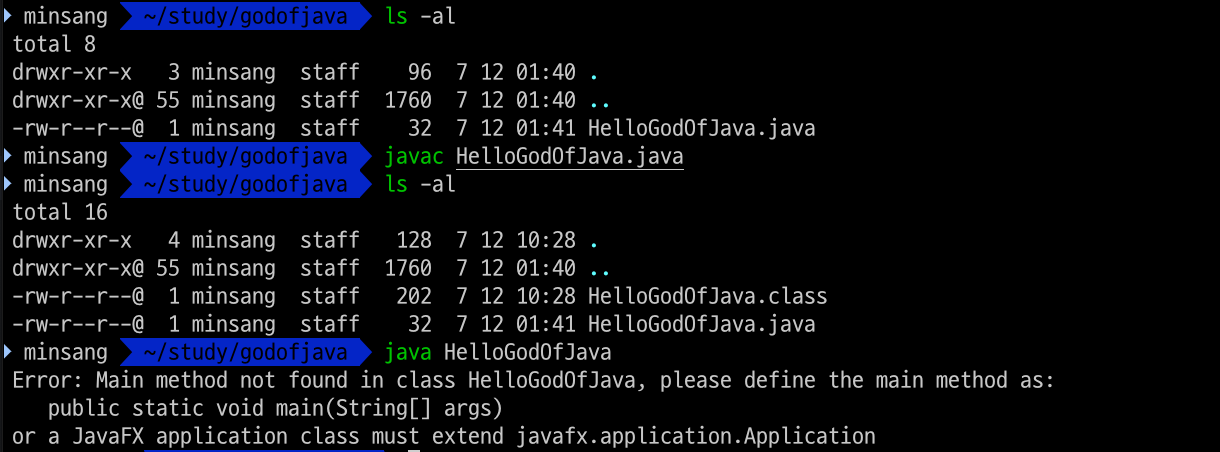 minsang ~/study/godofjava ls -al
total 8
drwxr-xr-x 3 minsang staff 96 7 12 01:40 .
drwxr-xr-x@ 55 minsang staff 1760 7 12 01:40 ..
-rw-r--r--@ 1 minsang staff 32 7 12 01:41 HelloGodOfJava.java
minsang ~/study/godofjava javac HelloGodOfJava.java
minsang ~/study/godofjava ls -al
total 16
drwxr-xr-x 4 minsang staff 128 7 12 10:28 .
drwxr-xr-x@ 55 minsang staff 1760 7 12 01:40 ..
-rw-r--r--@ 1 minsang staff 202 7 12 10:28 HelloGodOfJava.class
-rw-r--r--@ 1 minsang staff 32 7 12 01:41 HelloGodOfJava.java
minsang ~/study/godofjava java HelloGodOfJava
Error: Main method not found in class HelloGodOfJava, please define the main method as:
public static void main(String[] args)
or a JavaFX application class must extend javafx.application.Application